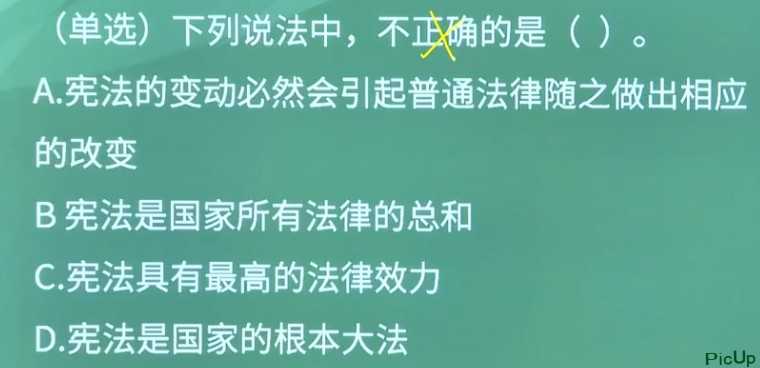 （单选）下列说法中，不正确的是（ ）。
A.宪法的变动必然会引起普通法律随之做出相应
的改变
B 宪法是国家所有法律的总和
C.宪法具有最高的法律效力
D.宪法是国家的根本大法
PicUp